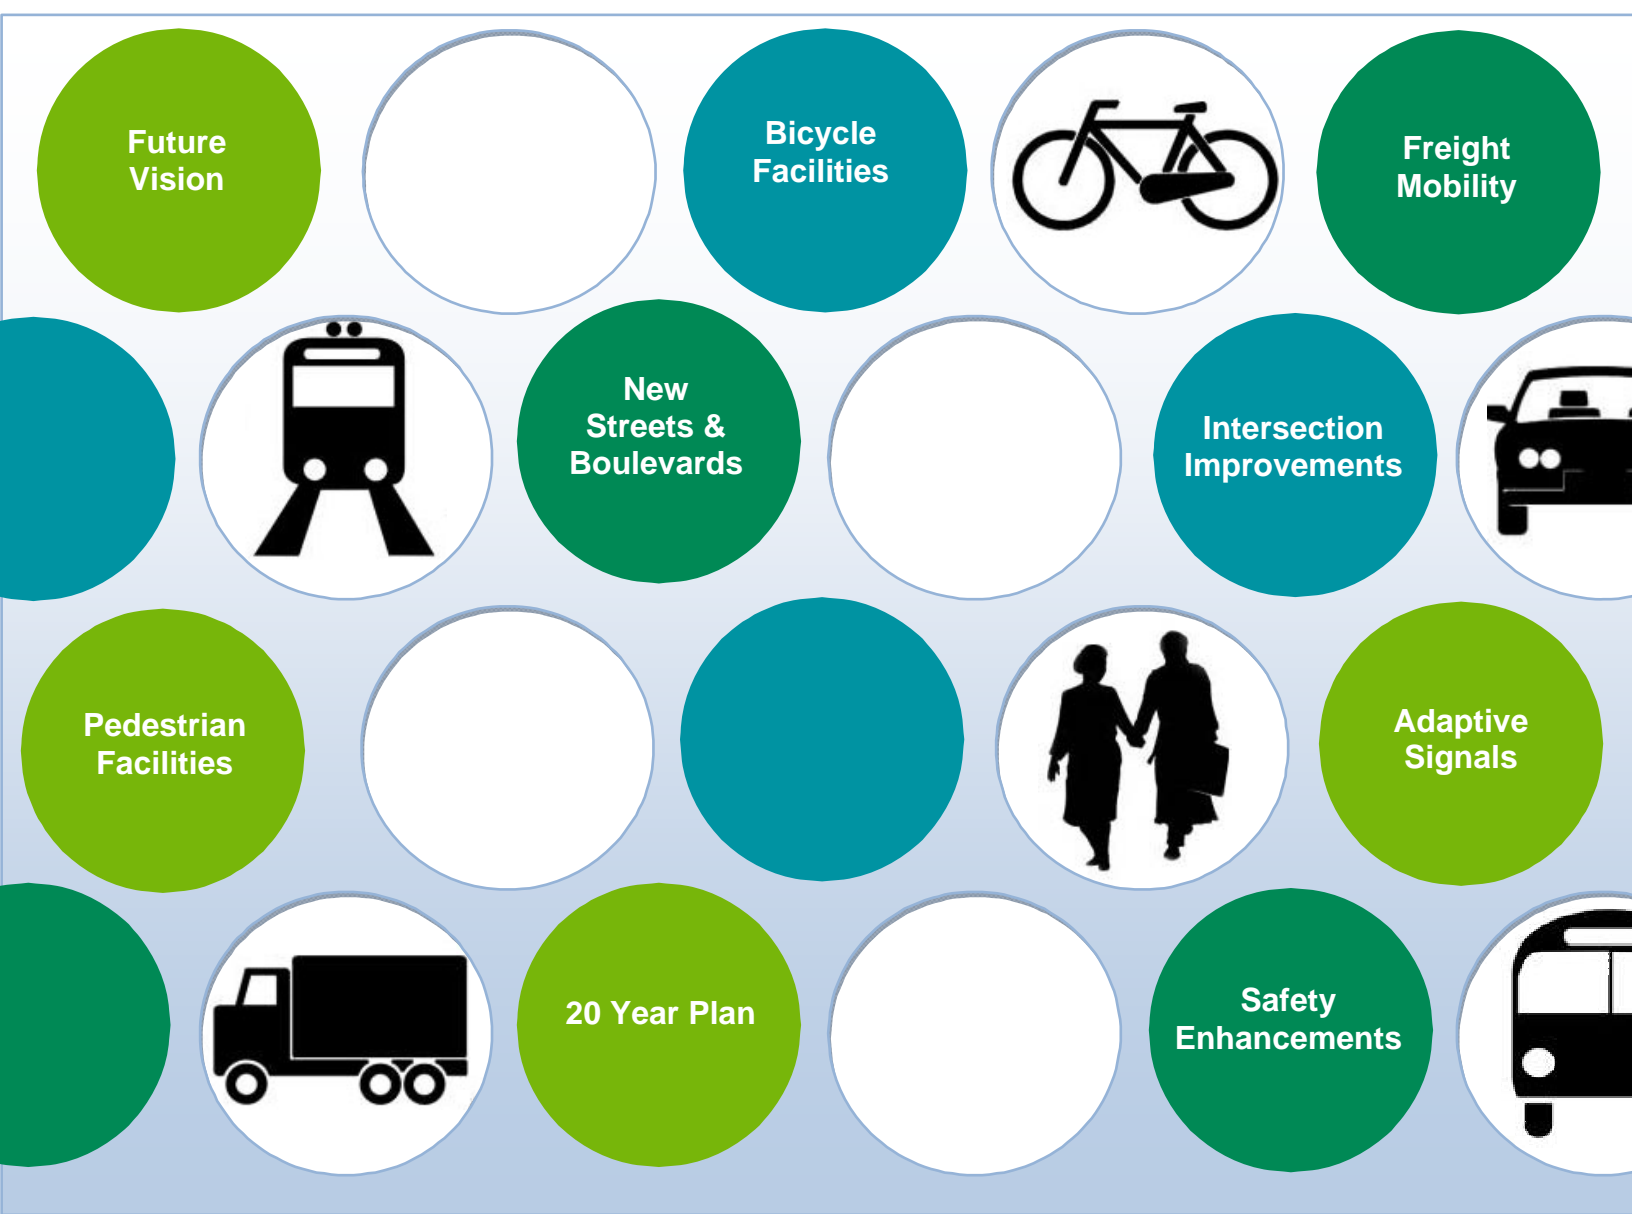 Future
Vision
Bicycle
Facilities
Freight
Mobility
New
Streets &
Boulevards
Intersection
Improvements
Pedestrian
Facilities
Adaptive
Signals
20 Year Plan
Safety
Enhancements